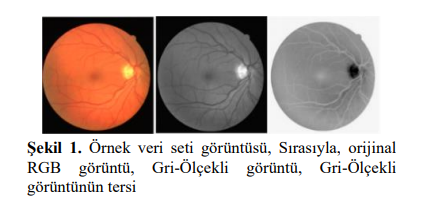 Şekil 1. Örnek veri seti görüntüsü, Sırasıyla, orijinal
RGB görüntü, Gri-Ölçekli görüntü, Gri-Ölçekli
görüntünün tersi